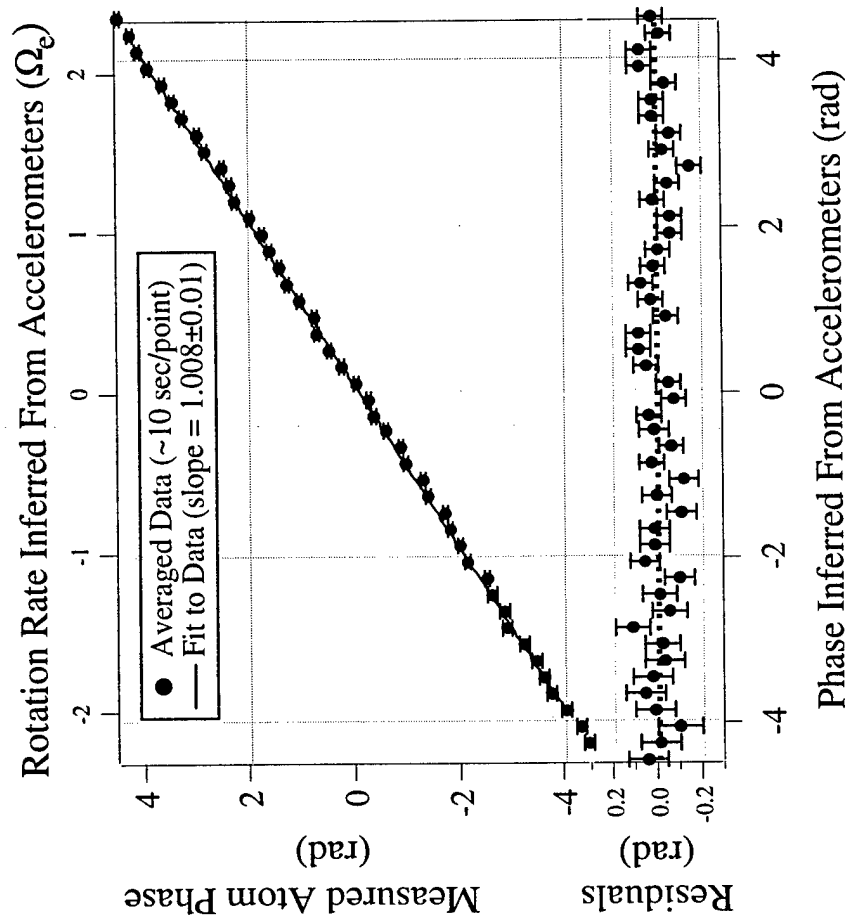 Rotation Rate Inferred From Accelerometers (Ωe)
-2 -1 0 1 2
● Averaged Data (~10 sec/point)
— Fit to Data (slope = 1.008±0.01)
Measured Atom Phase
(rad)
4
2
0
-2
-4
Residuals
(rad)
0.2
0.0
-0.2
-4 -2 0 2 4
Phase Inferred From Accelerometers (rad)